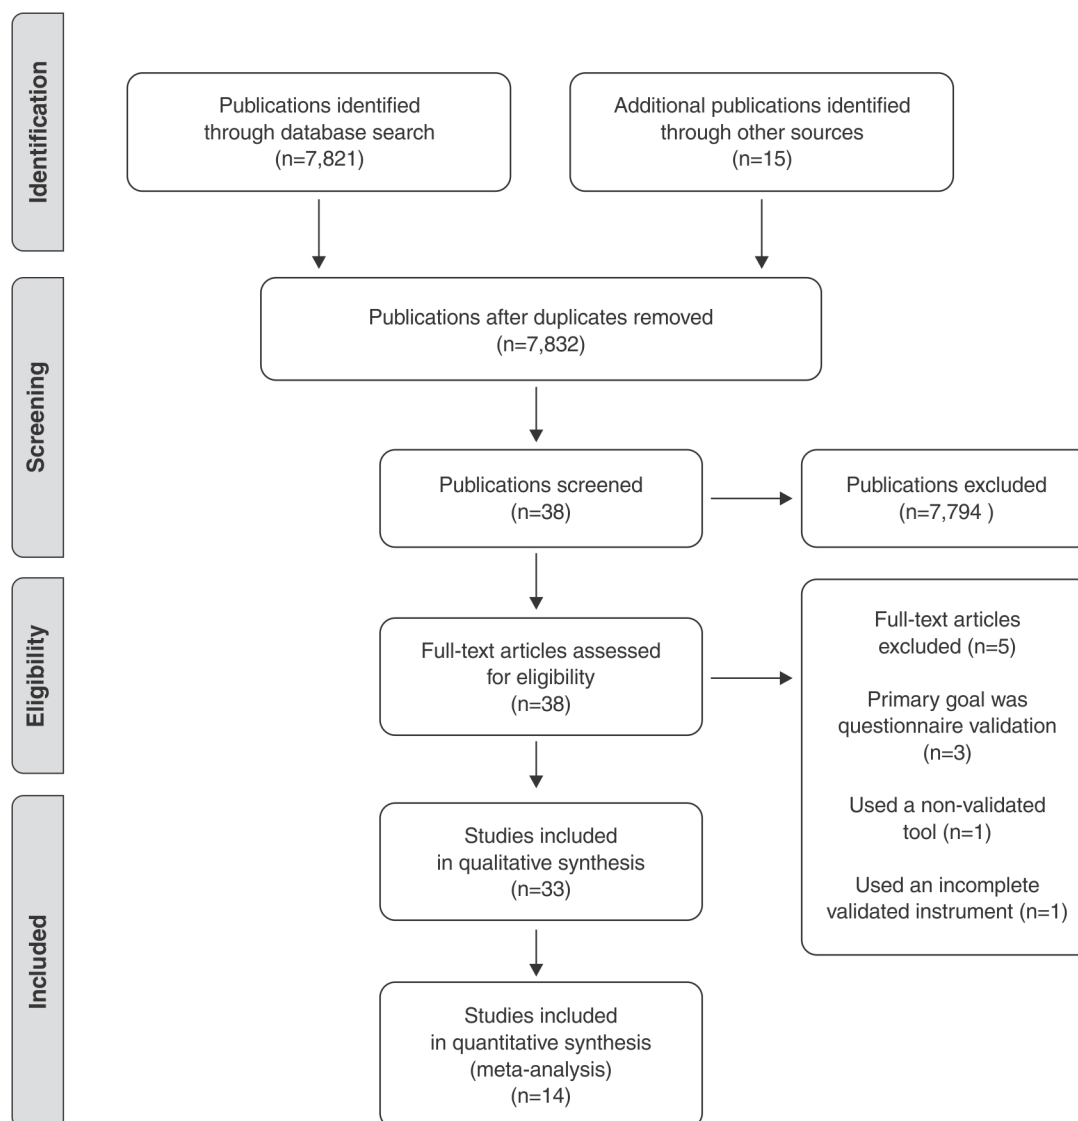 Identification
Publications identified
through database search
(n=7,821)
Additional publications identified
through other sources
(n=15)
Screening
Publications after duplicates removed
(n=7,832)
Publications screened
(n=38)
Publications excluded
(n=7,794 )
Eligibility
Full-text articles assessed
for eligibility
(n=38)
Full-text articles
excluded (n=5)
Primary goal was
questionnaire validation
(n=3)
Used a non-validated
tool (n=1)
Used an incomplete
validated instrument (n=1)
Included
Studies included
in qualitative synthesis
(n=33)
Studies included
in quantitative synthesis
(meta-analysis)
(n=14)